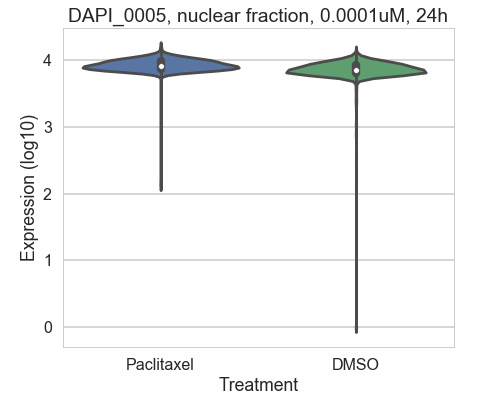 DAPI_0005, nuclear fraction, 0.0001uM, 24h
4
3
2
1
0
Expression (log10)
Paclitaxel DMSO
Treatment